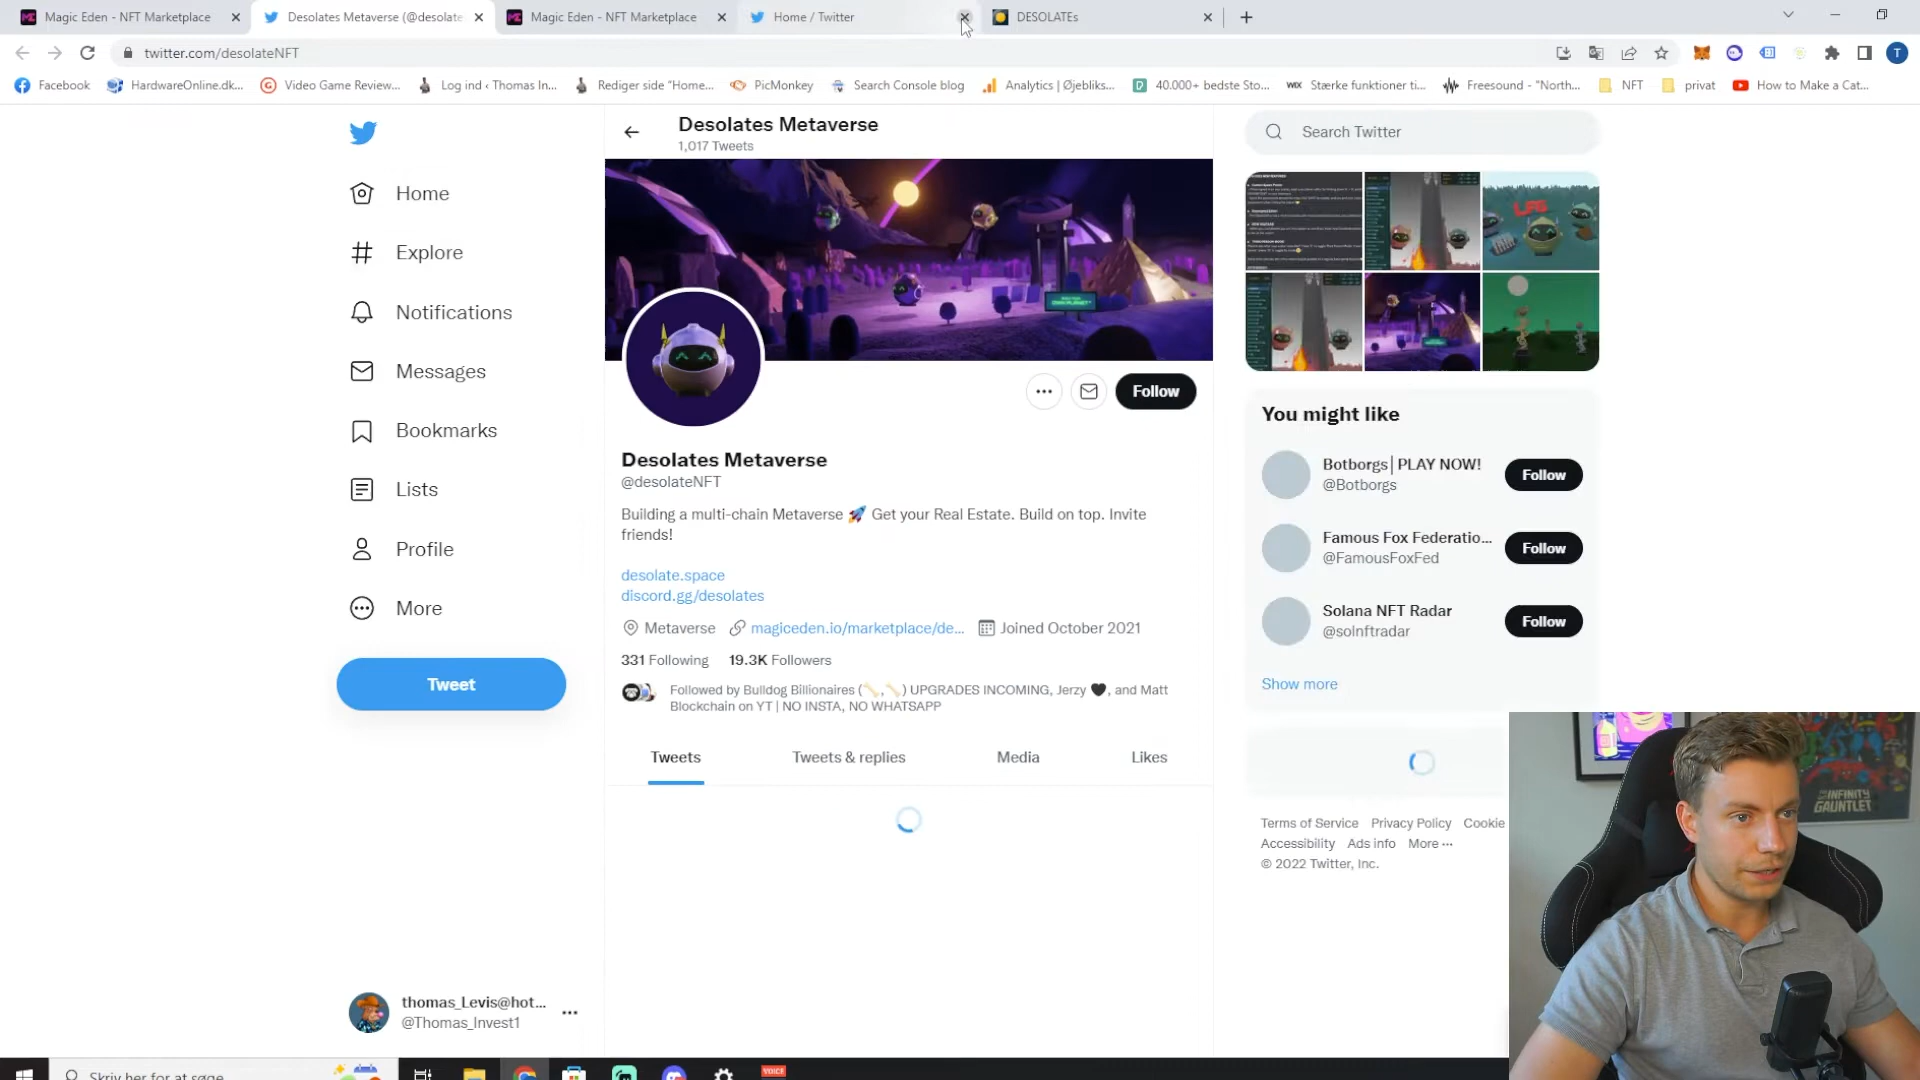 Magic Eden - NFT Marketplace
Desolates Metaverse (@desolate
Magic Eden - NFT Marketplace
Home / Twitter
DESOLATEs
twitter.com/desolateNFT
T
Facebook
HardwareOnline.dk...
Video Game Review...
Log ind ‹ Thomas In...
Rediger side "Home...
PicMonkey
Search Console blog
Analytics | Øjebliks...
40.000+ bedste Sto...
WIX Stærke funktioner ti...
Freesound - "North...
NFT
privat
How to Make a Cat...
Home
Explore
Notifications
Messages
Bookmarks
Lists
Profile
More
Tweet
thomas_Levis@hot...
@Thomas_Invest1
Desolates Metaverse
1,017 Tweets
Follow
Desolates Metaverse
@desolateNFT
Building a multi-chain Metaverse 🚀 Get your Real Estate. Build on top. Invite
friends!
desolate.space
discord.gg/desolates
Metaverse magiceden.io/marketplace/de... Joined October 2021
331 Following 19.3K Followers
Followed by Bulldog Billionaires (🦴,🦴) UPGRADES INCOMING, Jerzy 🖤, and Matt
Blockchain on YT | NO INSTA, NO WHATSAPP
Tweets
Tweets & replies
Media
Likes
Search Twitter
LFG
You might like
Botborgs| PLAY NOW!
@Botborgs
Follow
Famous Fox Federatio...
@FamousFoxFed
Follow
Solana NFT Radar
@solnftradar
Follow
Show more
Terms of Service Privacy Policy Cookie
Accessibility Ads info More ···
© 2022 Twitter, Inc.
THE INFINITY
GAUNTLET
Skriv her for at søge
VOICE